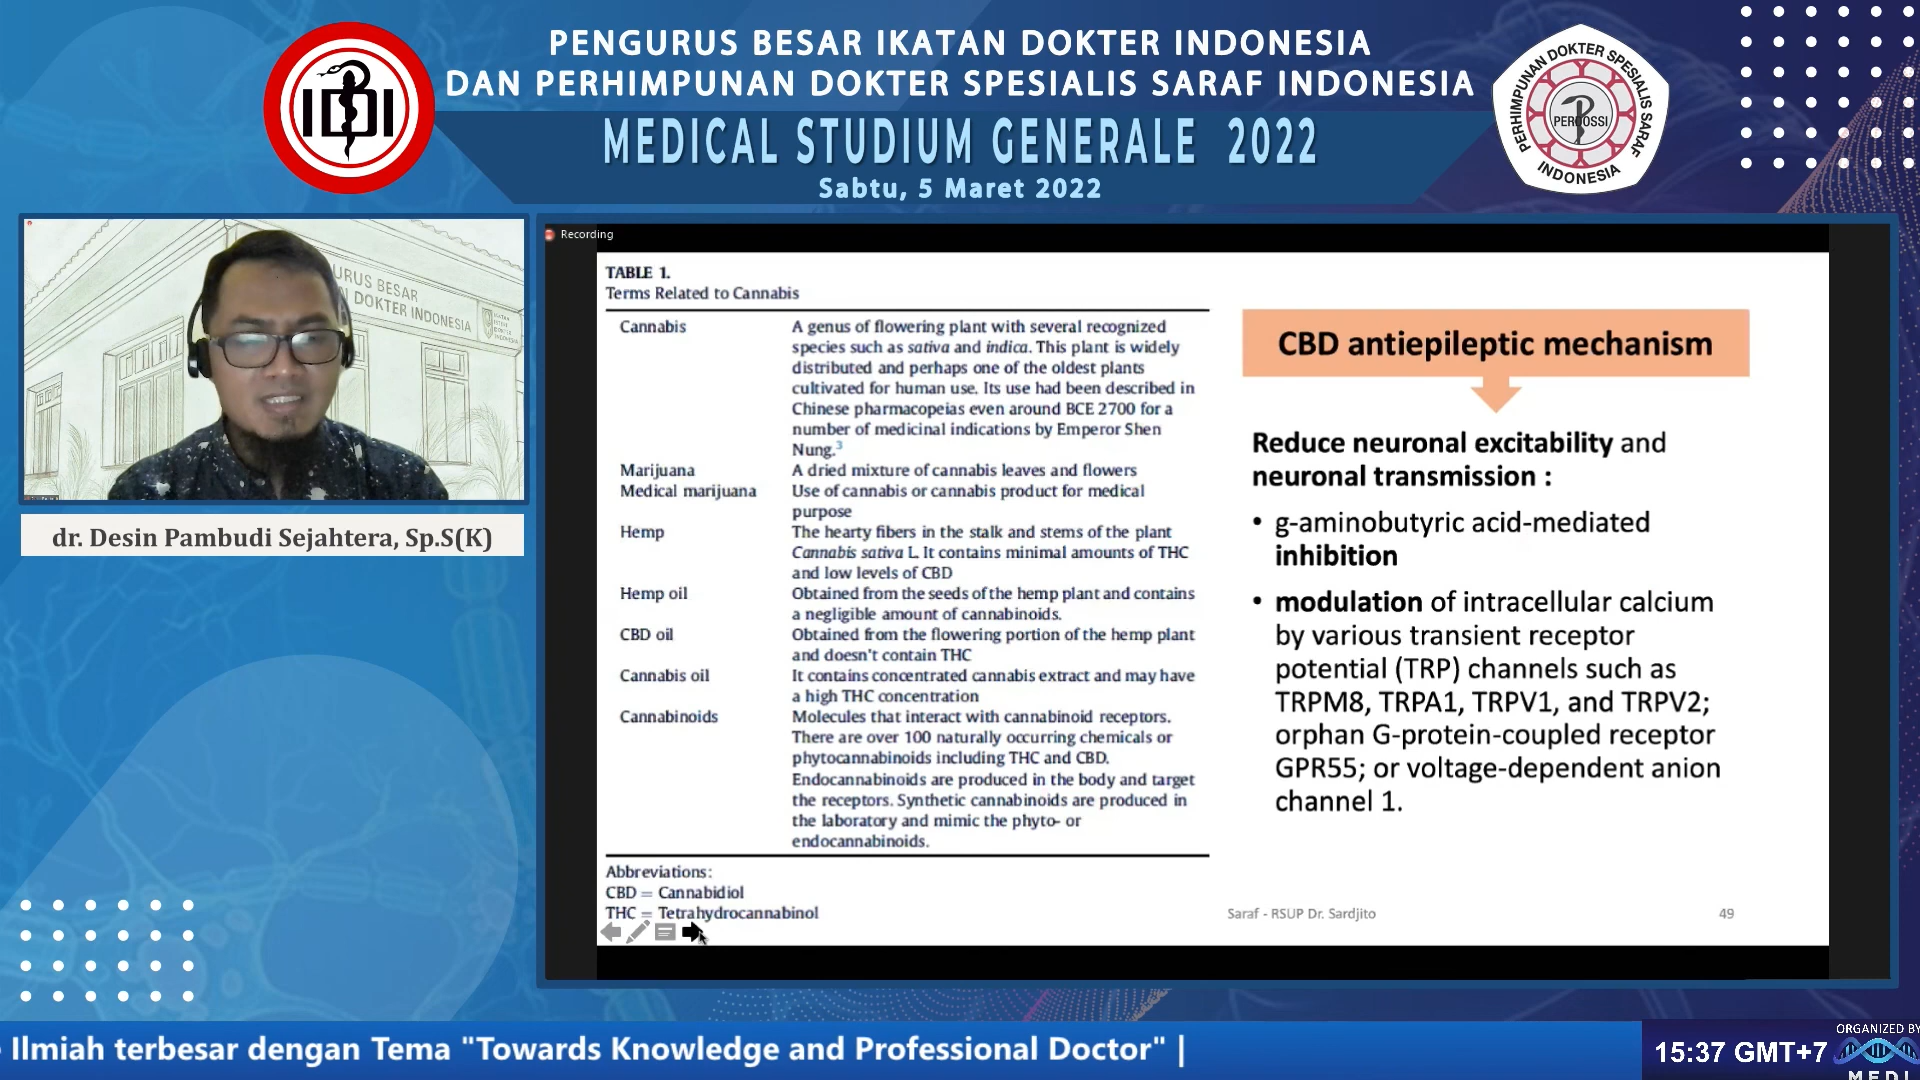 PENGURUS BESAR IKATAN DOKTER INDONESIA
DAN PERHIMPUNAN DOKTER SPESIALIS SARAF INDONESIA
MEDICAL STUDIUM GENERALE 2022
Sabtu, 5 Maret 2022
IDI
PERHIMPUNAN DOKTER SPESIALIS SARAF
PERDOSSI
INDONESIA
URUS BESAR
N DOKTER INDONESIA
dr. Desin Pambudi Sejahtera, Sp.S(K)
Recording
TABLE 1.
Terms Related to Cannabis
Cannabis
A genus of flowering plant with several recognized
species such as sativa and indica. This plant is widely
distributed and perhaps one of the oldest plants
cultivated for human use. Its use had been described in
Chinese pharmacopeias even around BCE 2700 for a
number of medicinal indications by Emperor Shen
Nung.3
Marijuana
A dried mixture of cannabis leaves and flowers
Medical marijuana
Use of cannabis or cannabis product for medical
purpose
Hemp
The hearty fibers in the stalk and stems of the plant
Cannabis sativa L. It contains minimal amounts of THC
and low levels of CBD
Hemp oil
Obtained from the seeds of the hemp plant and contains
a negligible amount of cannabinoids.
CBD oil
Obtained from the flowering portion of the hemp plant
and doesn't contain THC
Cannabis oil
It contains concentrated cannabis extract and may have
a high THC concentration
Cannabinoids
Molecules that interact with cannabinoid receptors.
There are over 100 naturally occurring chemicals or
phytocannabinoids including THC and CBD.
Endocannabinoids are produced in the body and target
the receptors. Synthetic cannabinoids are produced in
the laboratory and mimic the phyto- or
endocannabinoids.
Abbreviations:
CBD = Cannabidiol
THC = Tetrahydrocannabinol
CBD antiepileptic mechanism
Reduce neuronal excitability and
neuronal transmission :
• g-aminobutyric acid-mediated
inhibition
• modulation of intracellular calcium
by various transient receptor
potential (TRP) channels such as
TRPM8, TRPA1, TRPV1, and TRPV2;
orphan G-protein-coupled receptor
GPR55; or voltage-dependent anion
channel 1.
Saraf - RSUP Dr. Sardjito
49
Ilmiah terbesar dengan Tema "Towards Knowledge and Professional Doctor" |
15:37 GMT+7
ORGANIZED BY
MEDI